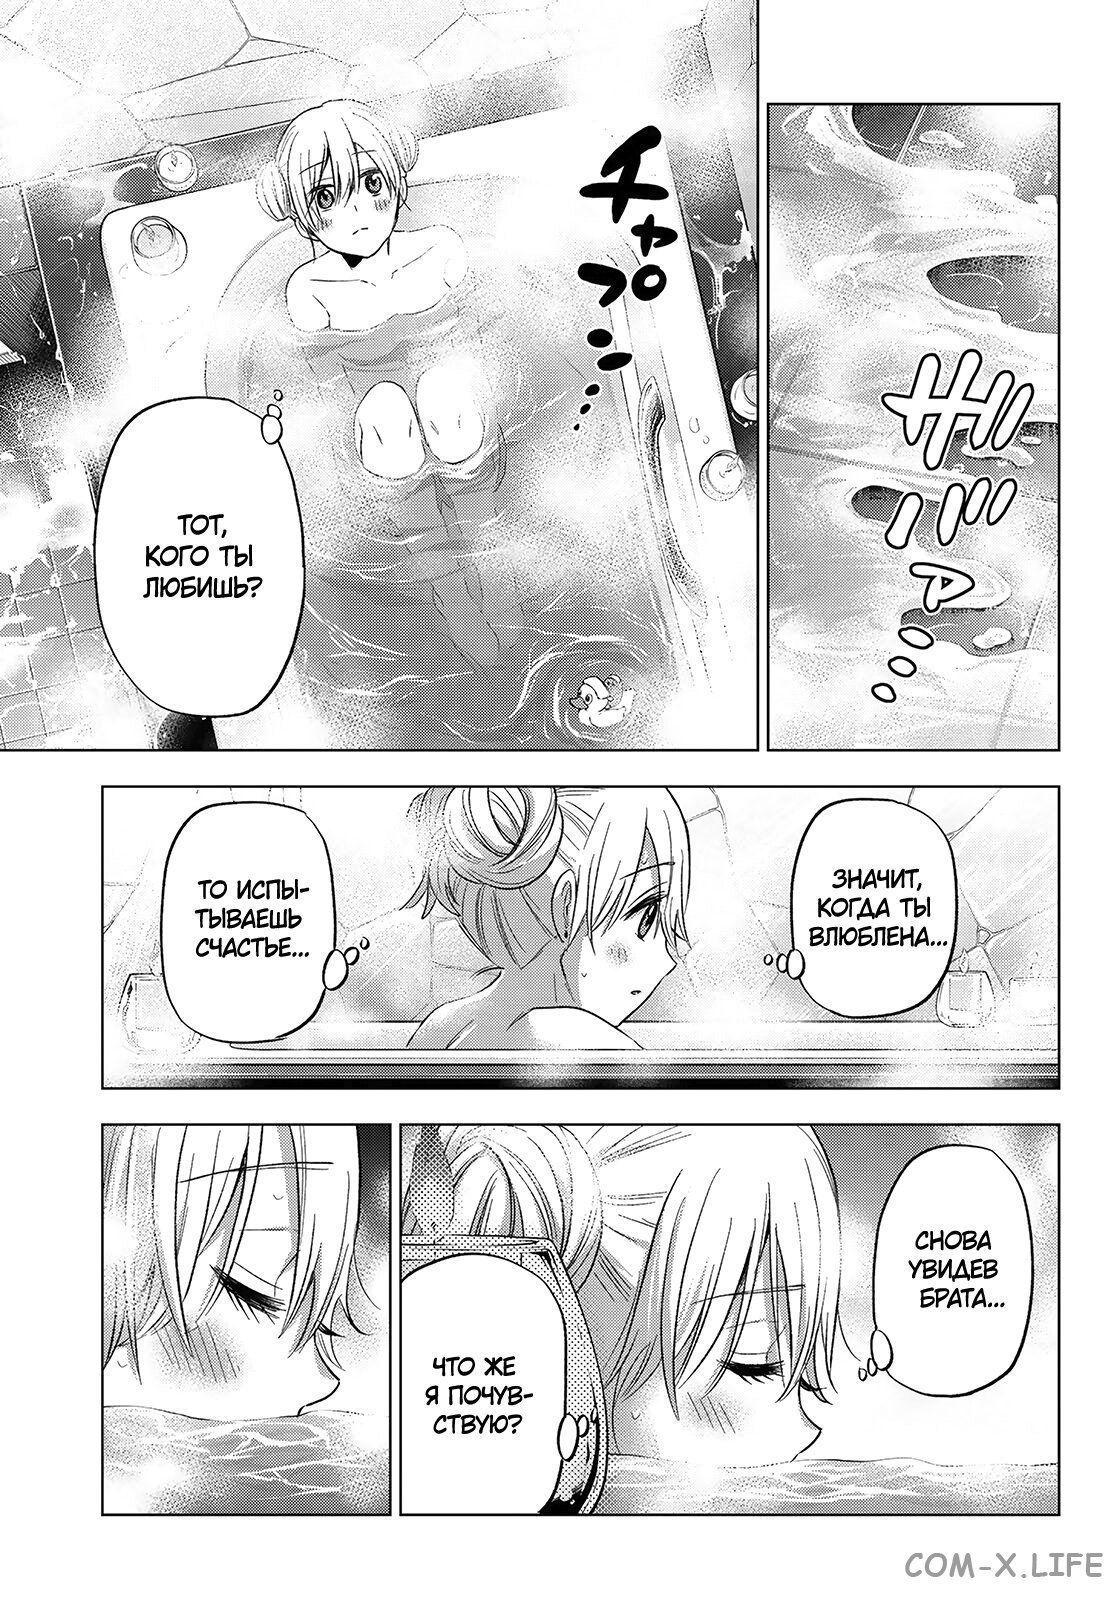 ザバァ…
チャプ…
ТОТ,
КОГО ТЫ
ЛЮБИШЬ?
ЗНАЧИТ,
КОГДА ТЫ
ВЛЮБЛЕНА...
ТО ИСПЫ-
ТЫВАЕШЬ
СЧАСТЬЕ...
СНОВА
УВИДЕВ
БРАТА...
ЧТО ЖЕ
Я ПОЧУВ-
СТВУЮ?
COM-X.LIFE